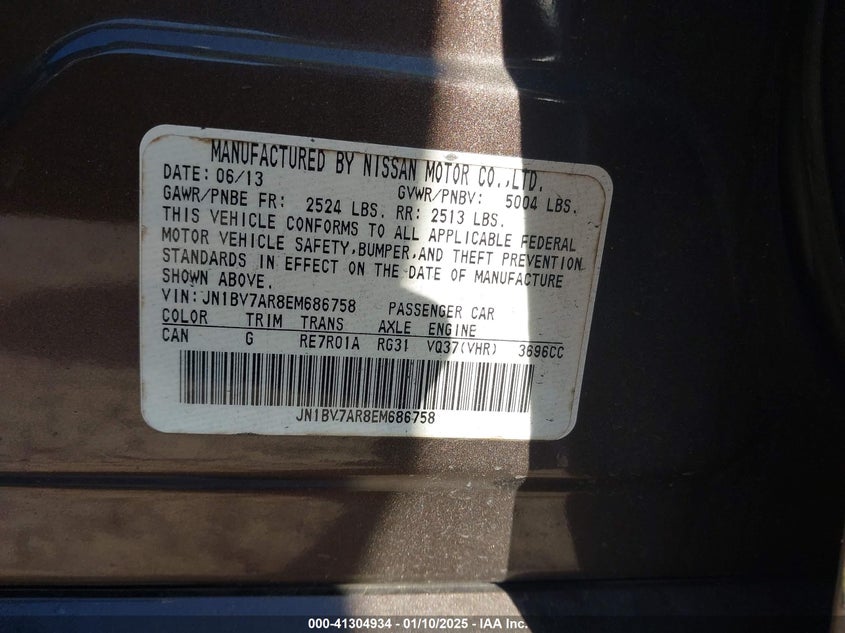 MANUFACTURED BY NISSAN MOTOR CO.,LTD.
DATE: 06/13 GVWR/PNBV: 5004 LBS.
GAWR/PNBE FR: 2524 LBS. RR: 2513 LBS.
THIS VEHICLE CONFORMS TO ALL APPLICABLE FEDERAL
MOTOR VEHICLE SAFETY,BUMPER,AND THEFT PREVENTION
STANDARDS IN EFFECT ON THE DATE OF MANUFACTURE
SHOWN ABOVE.
VIN:JN1BV7AR8EM686758 PASSENGER CAR
COLOR TRIM TRANS AXLE ENGINE
CAN G RE7R01A RG31 VQ37(VHR) 3696CC
JN1BV7AR8EM686758
000-41304934 - 01/10/2025 - IAA Inc.